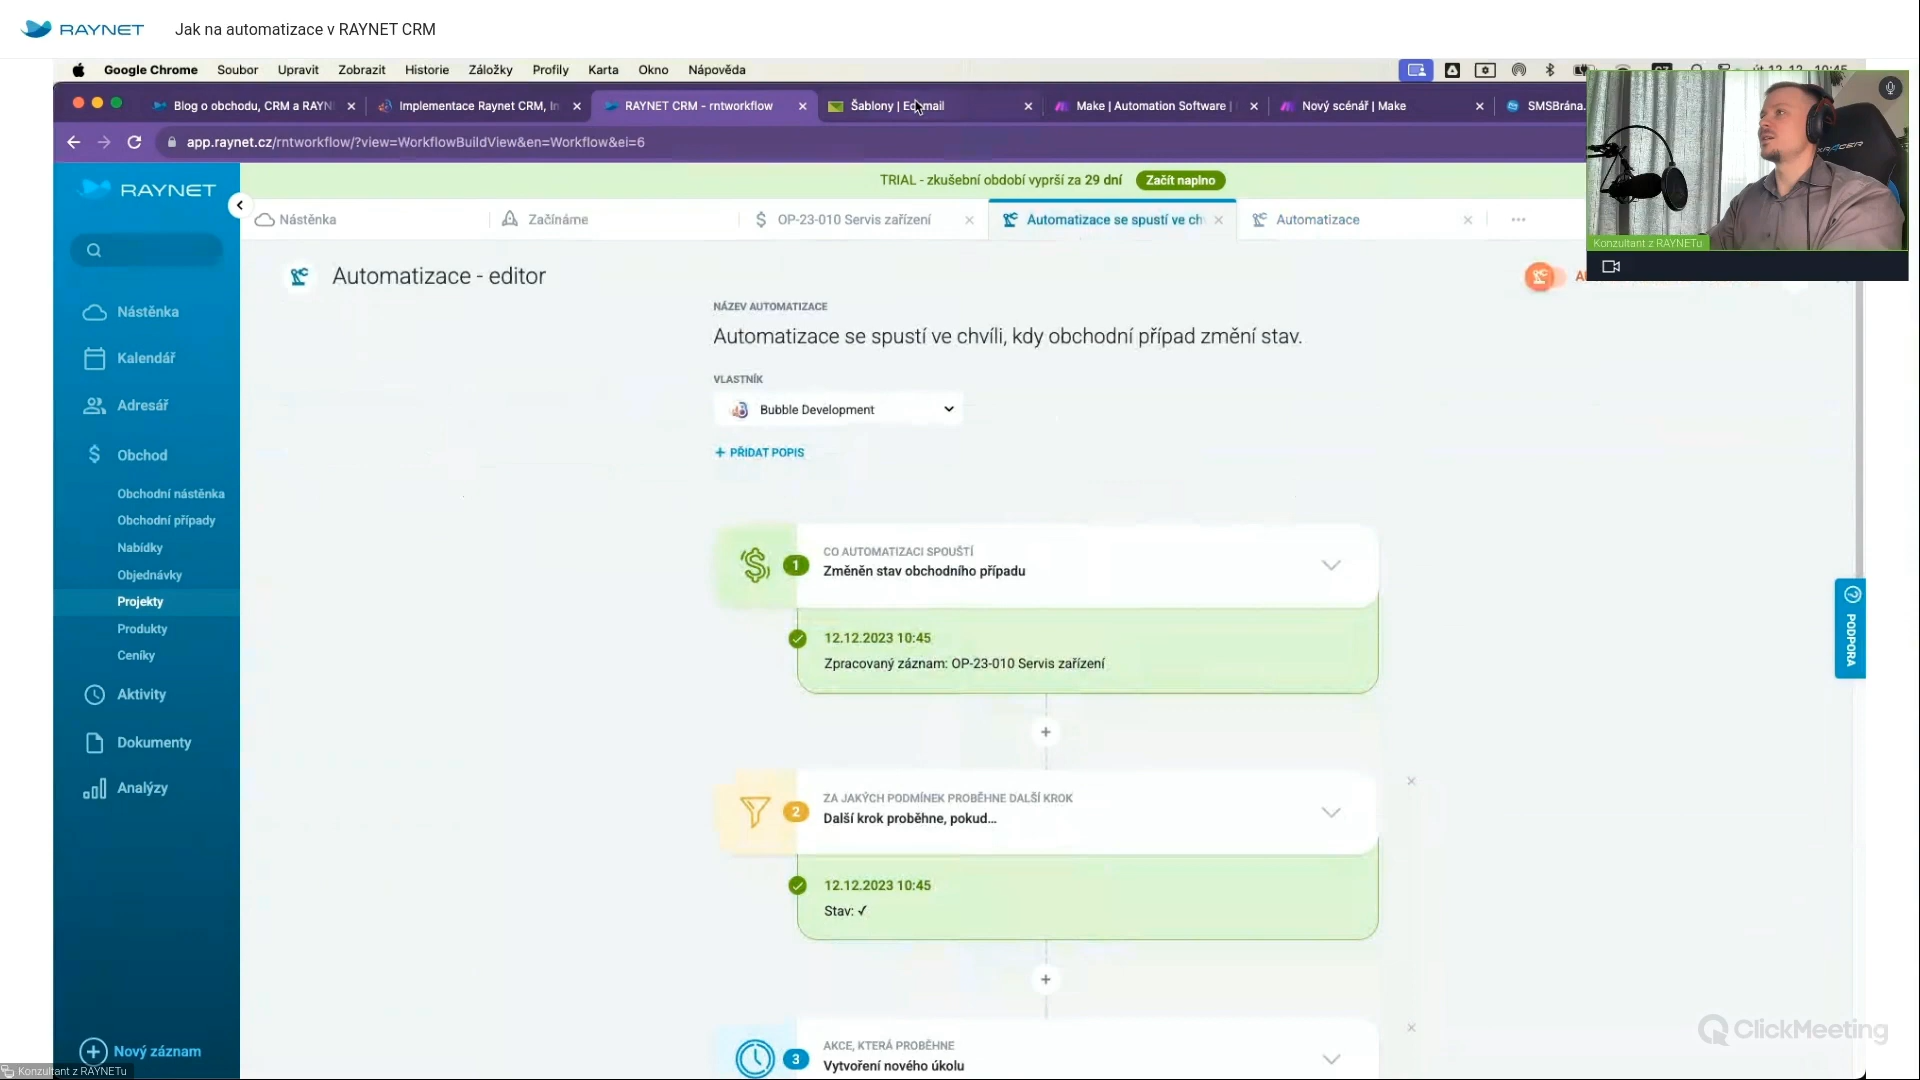 RAYNET
Jak na automatizace v RAYNET CRM
Google Chrome Soubor Upravit Zobrazit Historie Záložky Profily Karta Okno Nápověda
Blog o obchodu, CRM a RAYN
Implementace Raynet CRM, In
RAYNET CRM - rntworkflow
Šablony | Ecomail
Make | Automation Software |
Nový scénář | Make
SMSBrána.
app.raynet.cz/rntworkflow/?view=WorkflowBuildView&en=Workflow&ei=6
Konzultant z RAYNETu
RAYNET
TRIAL - zkušební období vyprší za 29 dní
Začít naplno
Nástěnka
Začínáme
OP-23-010 Servis zařízení
Automatizace se spustí ve ch
Automatizace
Nástěnka
Kalendář
Adresář
Obchod
Obchodní nástěnka
Obchodní případy
Nabídky
Objednávky
Projekty
Produkty
Ceníky
Aktivity
Dokumenty
Analýzy
Nový záznam
Automatizace - editor
NÁZEV AUTOMATIZACE
Automatizace se spustí ve chvíli, kdy obchodní případ změní stav.
VLASTNÍK
Bubble Development
+ PŘIDAT POPIS
1
CO AUTOMATIZACI SPOUŠTÍ
Změněn stav obchodního případu
12.12.2023 10:45
Zpracovaný záznam: OP-23-010 Servis zařízení
+
2
ZA JAKÝCH PODMÍNEK PROBĚHNE DALŠÍ KROK
Další krok proběhne, pokud...
12.12.2023 10:45
Stav: ✓
+
3
AKCE, KTERÁ PROBĚHNE
Vytvoření nového úkolu
PODPORA
ClickMeeting
Konzultant z RAYNETu